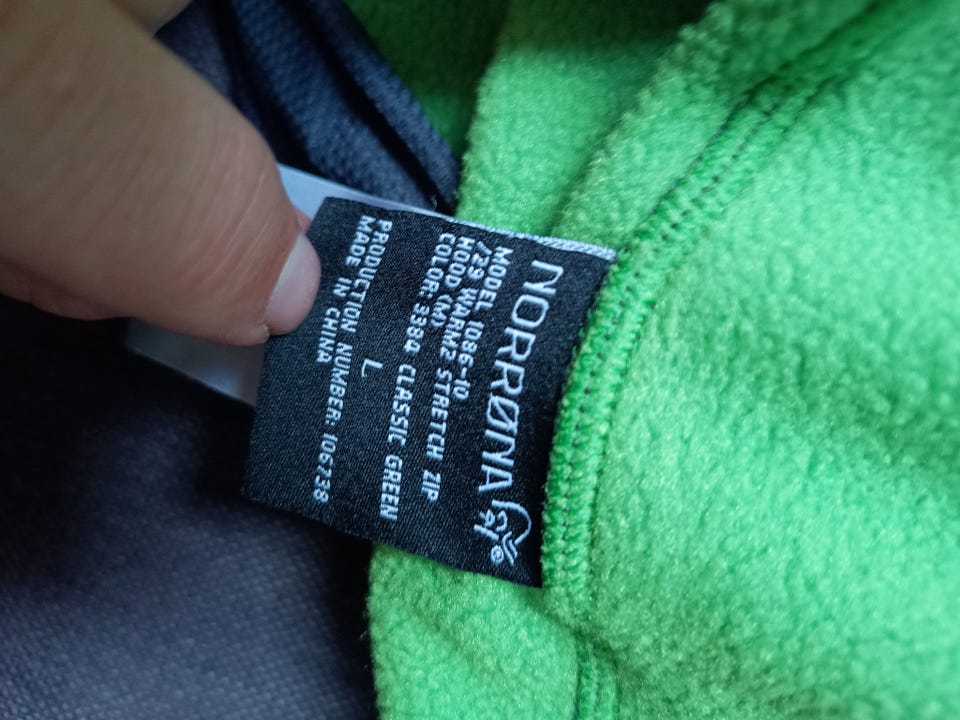 NORRØNA ®
MODEL 1086-10
/29 WARM2 STRETCH ZIP
HOOD (M)
COLOR: 3384 CLASSIC GREEN
L
PRODUCTION NUMBER: 106738
MADE IN CHINA